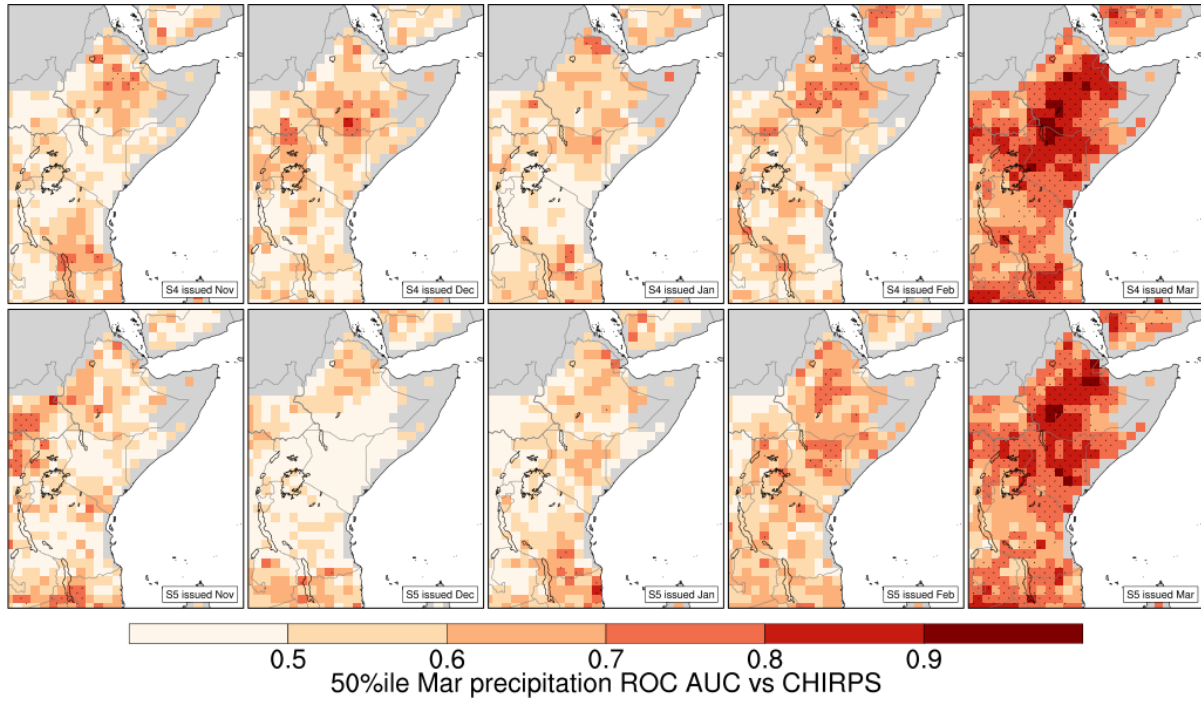 S4 issued Nov
S4 issued Dec
S4 issued Jan
S4 issued Feb
S4 issued Mar
S5 issued Nov
S5 issued Dec
S5 issued Jan
S5 issued Feb
S5 issued Mar
0.5 0.6 0.7 0.8 0.9
50%ile Mar precipitation ROC AUC vs CHIRPS